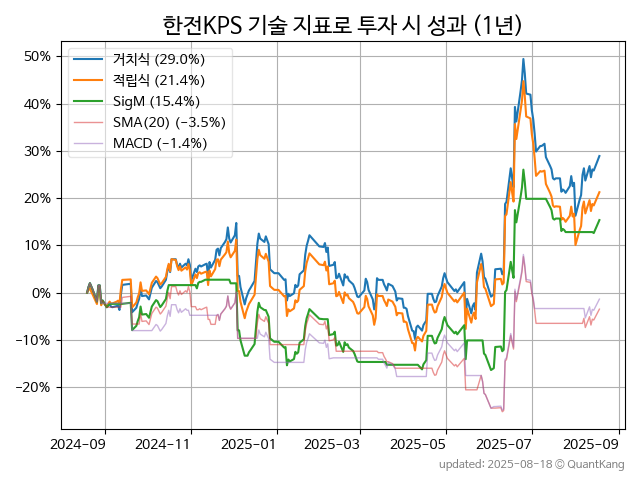 한전KPS 기술 지표로 투자 시 성과 (1년)
거치식 (29.0%)
적립식 (21.4%)
SigM (15.4%)
SMA(20) (−3.5%)
MACD (−1.4%)
50%
40%
30%
20%
10%
0%
−10%
−20%
2024-09 2024-11 2025-01 2025-03 2025-05 2025-07 2025-09
updated: 2025-08-18 © QuantKang